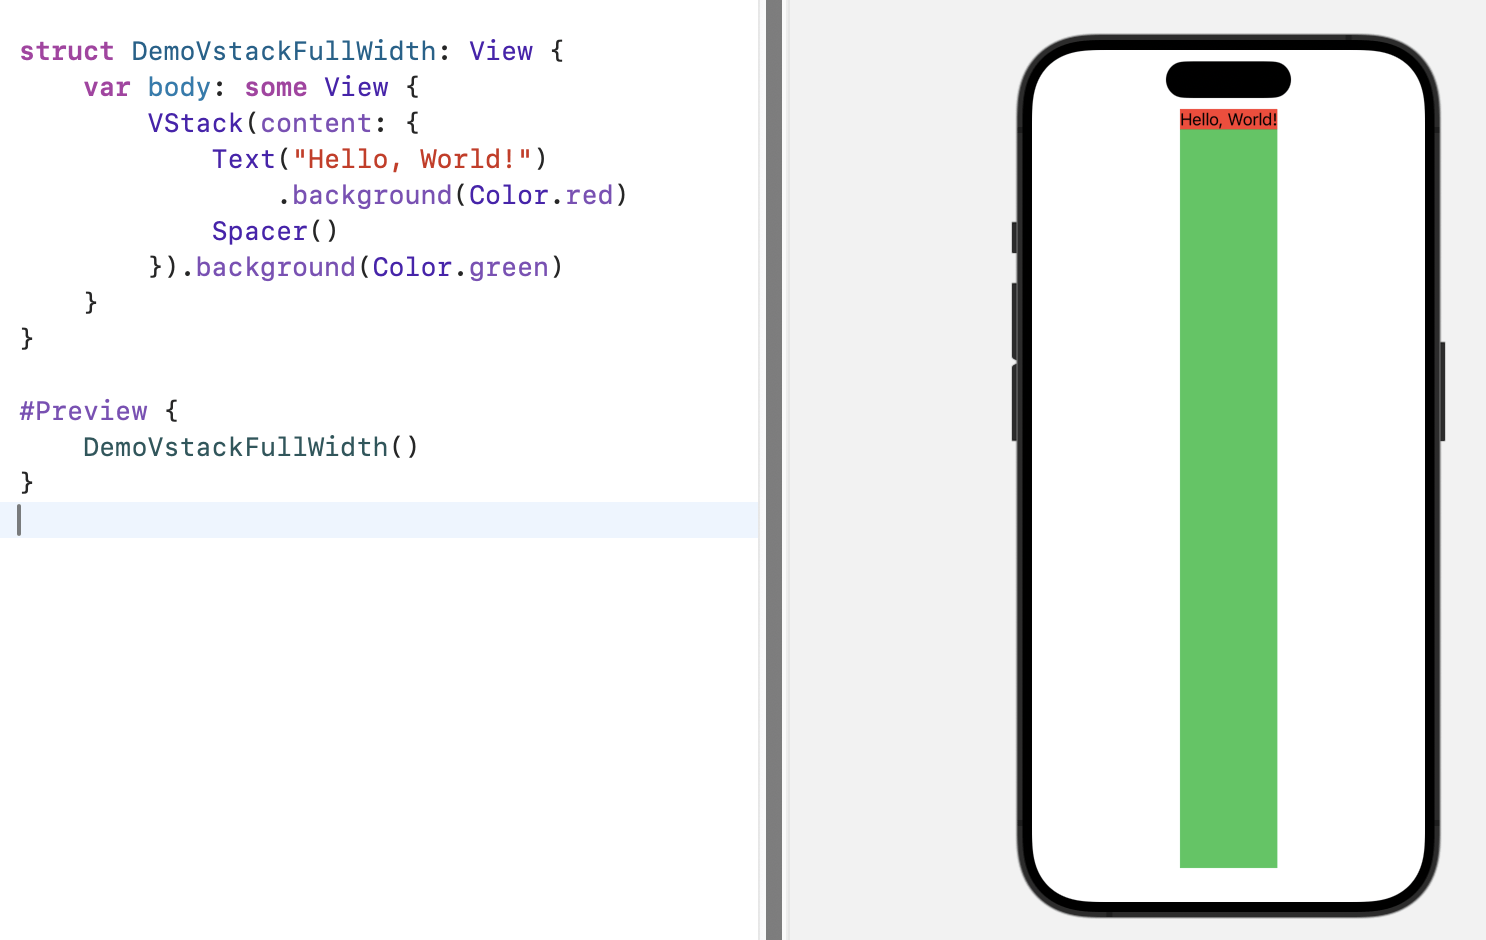 struct DemoVstackFullWidth: View {
    var body: some View {
        VStack(content: {
            Text("Hello, World!")
                .background(Color.red)
            Spacer()
        }).background(Color.green)
    }
}

#Preview {
    DemoVstackFullWidth()
}
Hello, World!